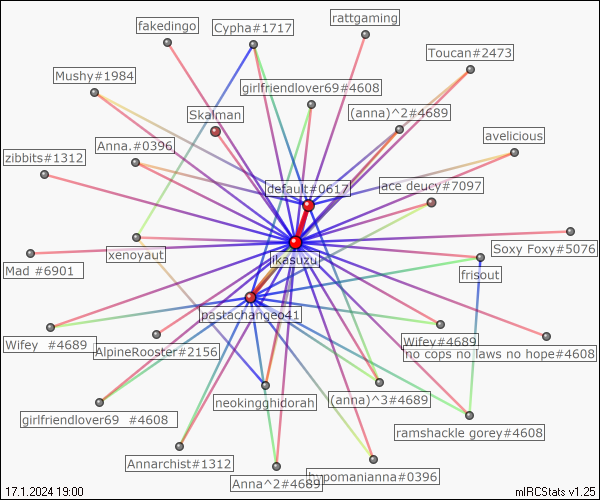 fakedingo
rattgaming
Cypha#1717
Toucan#2473
Mushy#1984
girlfriendlover69#4608
Skalman
(anna)^2#4689
avelicious
zibbits#1312
Anna.#0396
default#0617
ace deucy#7097
Soxy Foxy#5076
xenoyaut
ikasuzu
Mad #6901
frisout
pastachangeo41
Wifey #4689
AlpineRooster#2156
Wifey#4689
no cops no laws no hope#4608
neokingghidorah
(anna)^3#4689
girlfriendlover69 #4608
ramshackle gorey#4608
Annarchist#1312
Anna^2#4689
hypomanianna#0396
17.1.2024 19:00
mIRCStats v1.25